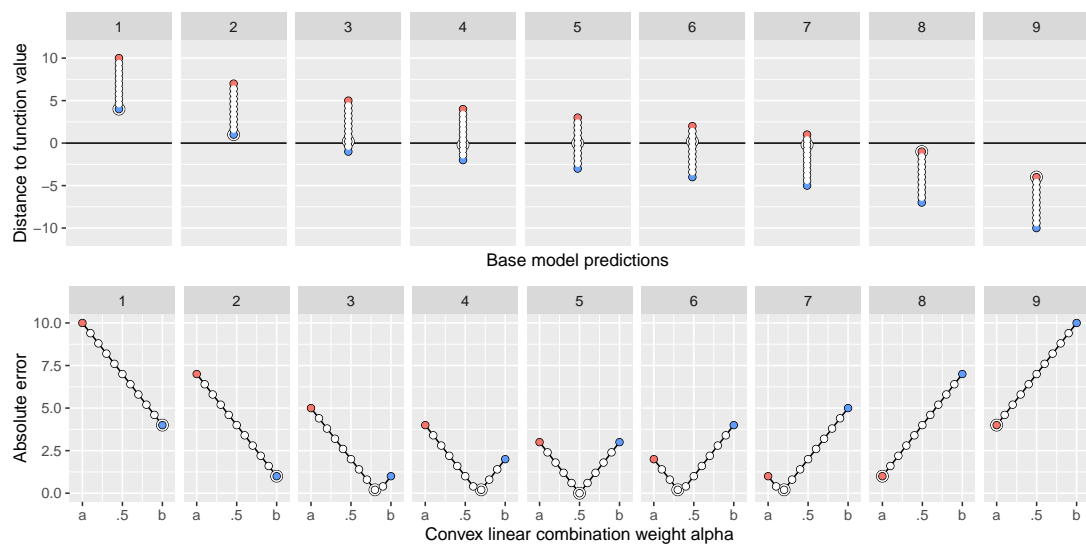 1 2 3 4 5 6 7 8 9
10
5
0
−5
−10
Distance to function value
Base model predictions
1 2 3 4 5 6 7 8 9
10.0
7.5
5.0
2.5
0.0
Absolute error
a .5 b a .5 b a .5 b a .5 b a .5 b a .5 b a .5 b a .5 b a .5 b
Convex linear combination weight alpha